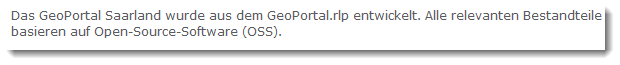 Das GeoPortal Saarland wurde aus dem GeoPortal.rlp entwickelt. Alle relevanten Bestandteile
basieren auf Open-Source-Software (OSS).